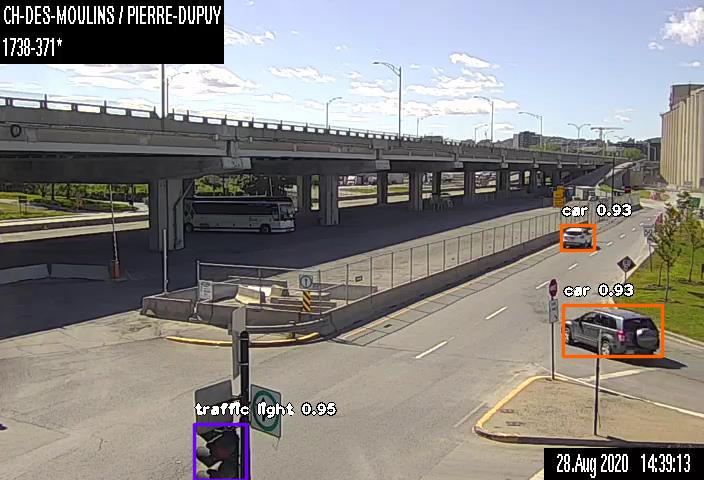 CH-DES-MOULINS / PIERRE-DUPUY
1738-371*
car 0.93
car 0.93
traffic light 0.95
28.Aug 2020 14:39:13